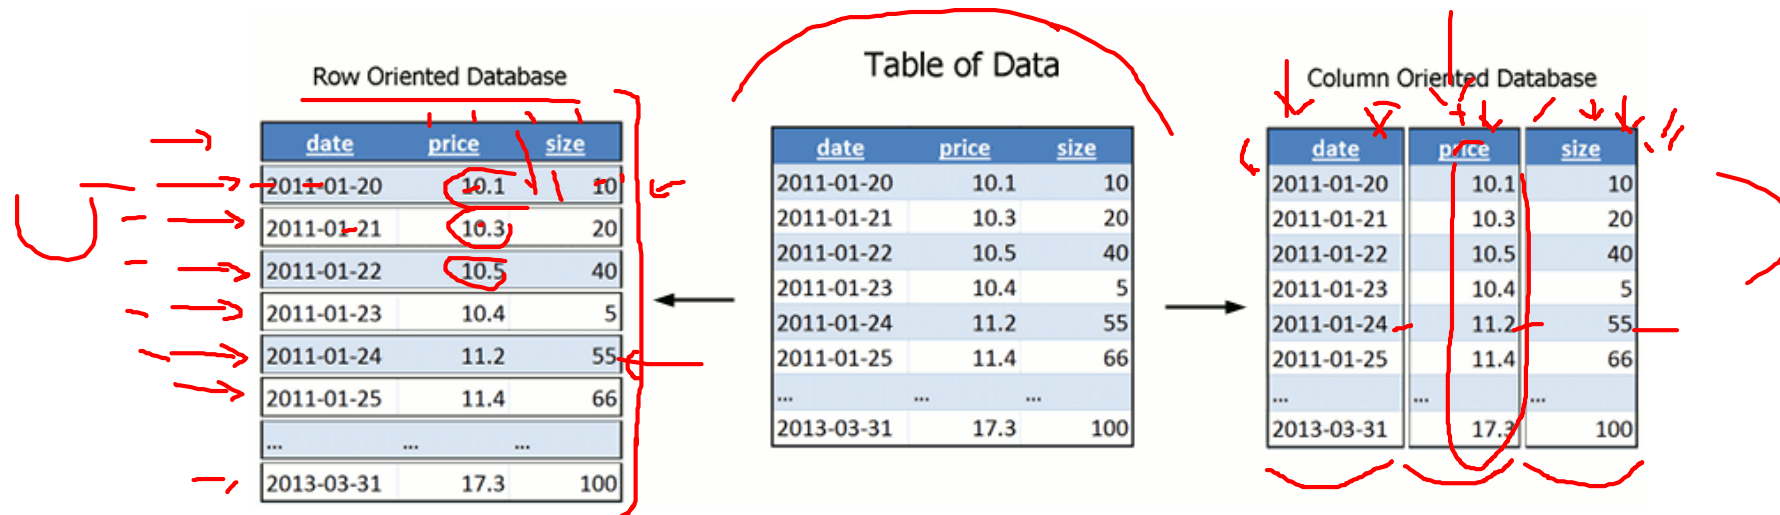 Row Oriented Database
date price size
2011-01-20 10.1 10
2011-01-21 10.3 20
2011-01-22 10.5 40
2011-01-23 10.4 5
2011-01-24 11.2 55
2011-01-25 11.4 66
... ... ...
2013-03-31 17.3 100
Table of Data
date price size
2011-01-20 10.1 10
2011-01-21 10.3 20
2011-01-22 10.5 40
2011-01-23 10.4 5
2011-01-24 11.2 55
2011-01-25 11.4 66
... ... ...
2013-03-31 17.3 100
Column Oriented Database
date price size
2011-01-20 10.1 10
2011-01-21 10.3 20
2011-01-22 10.5 40
2011-01-23 10.4 5
2011-01-24 11.2 55
2011-01-25 11.4 66
... ... ...
2013-03-31 17.3 100